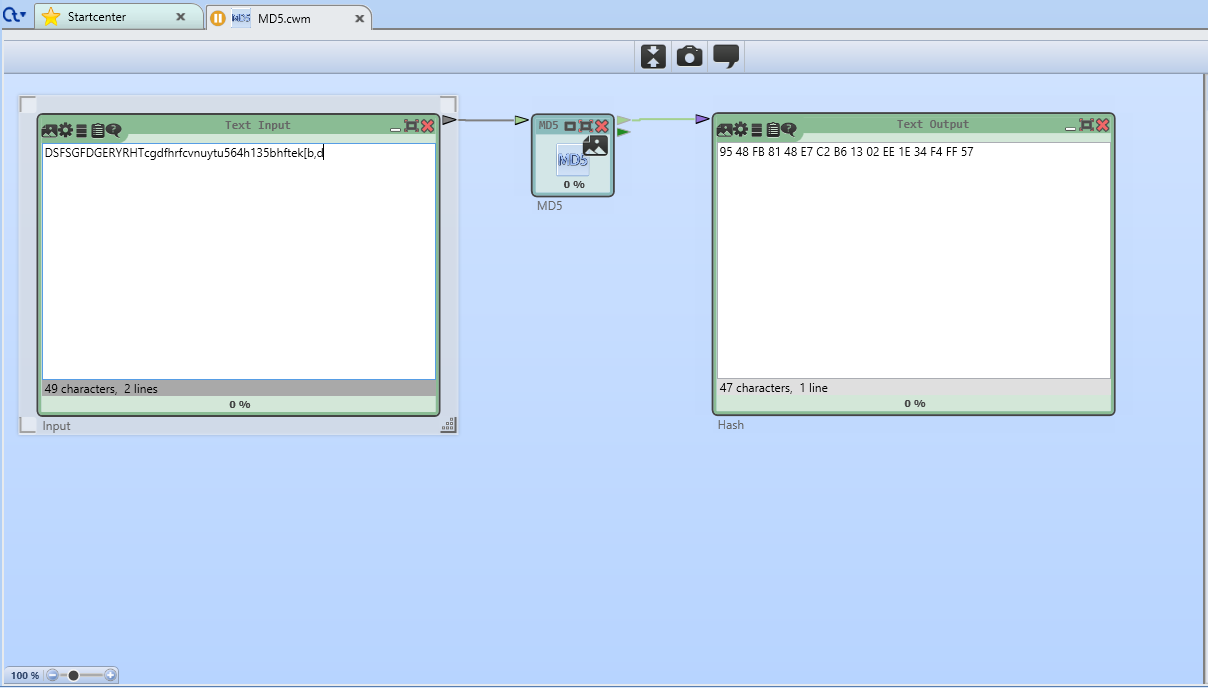 Startcenter
MD5 MD5.cwm
Text Input
DSFSGFDGERYRHTcgdfhrfcvnuytu564h135bhftek[b,d
49 characters, 2 lines
0 %
Input
MD5
MD5
0 %
MD5
Text Output
95 48 FB 81 48 E7 C2 B6 13 02 EE 1E 34 F4 FF 57
47 characters, 1 line
0 %
Hash
100 %